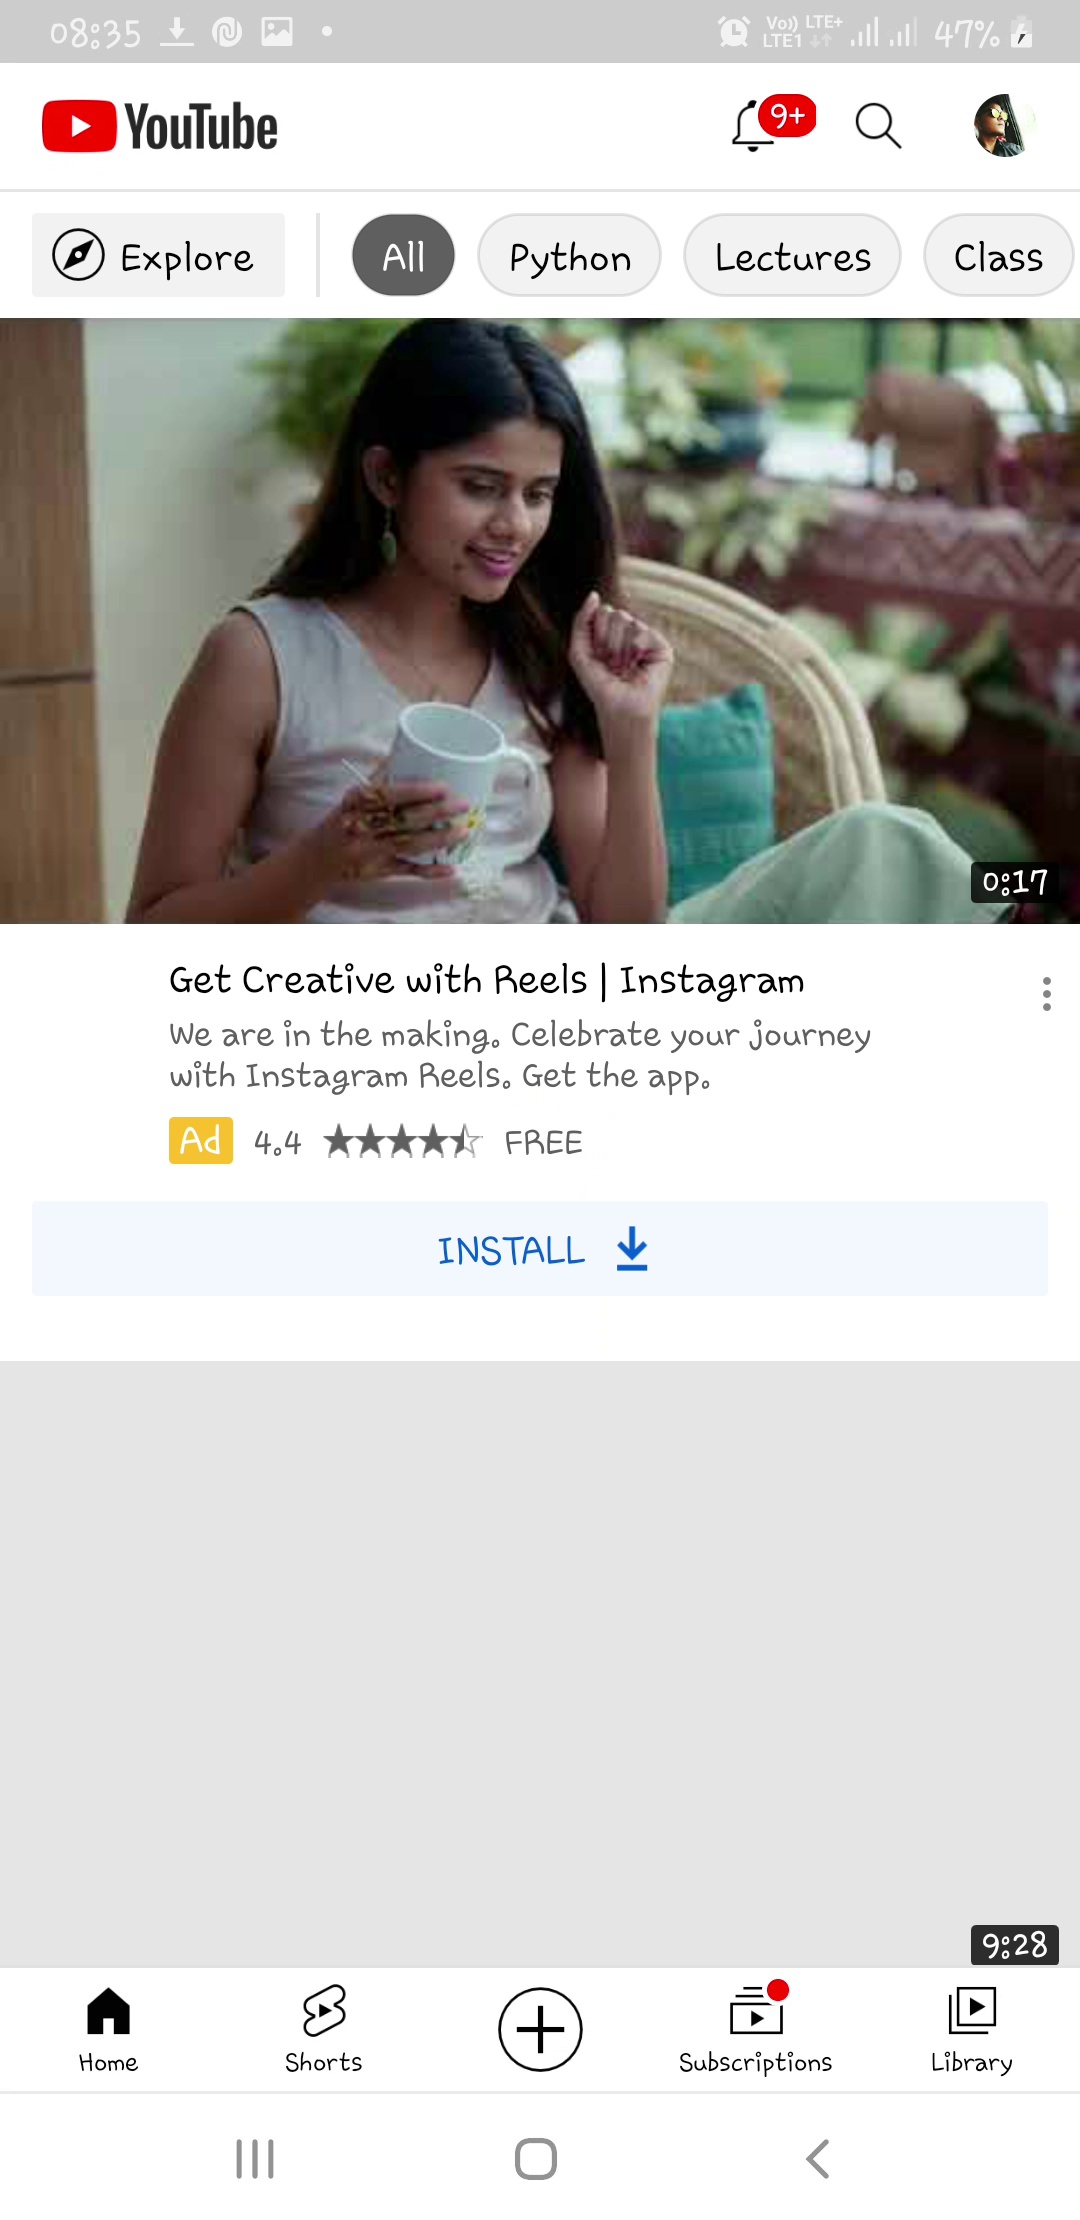 08:35
Vo)) LTE+
LTE1
47%
YouTube
9+
Explore
All
Python
Lectures
Class
0:17
Get Creative with Reels | Instagram
We are in the making. Celebrate your journey
with Instagram Reels. Get the app.
Ad 4.4 FREE
INSTALL
9:28
Home
Shorts
Subscriptions
Library